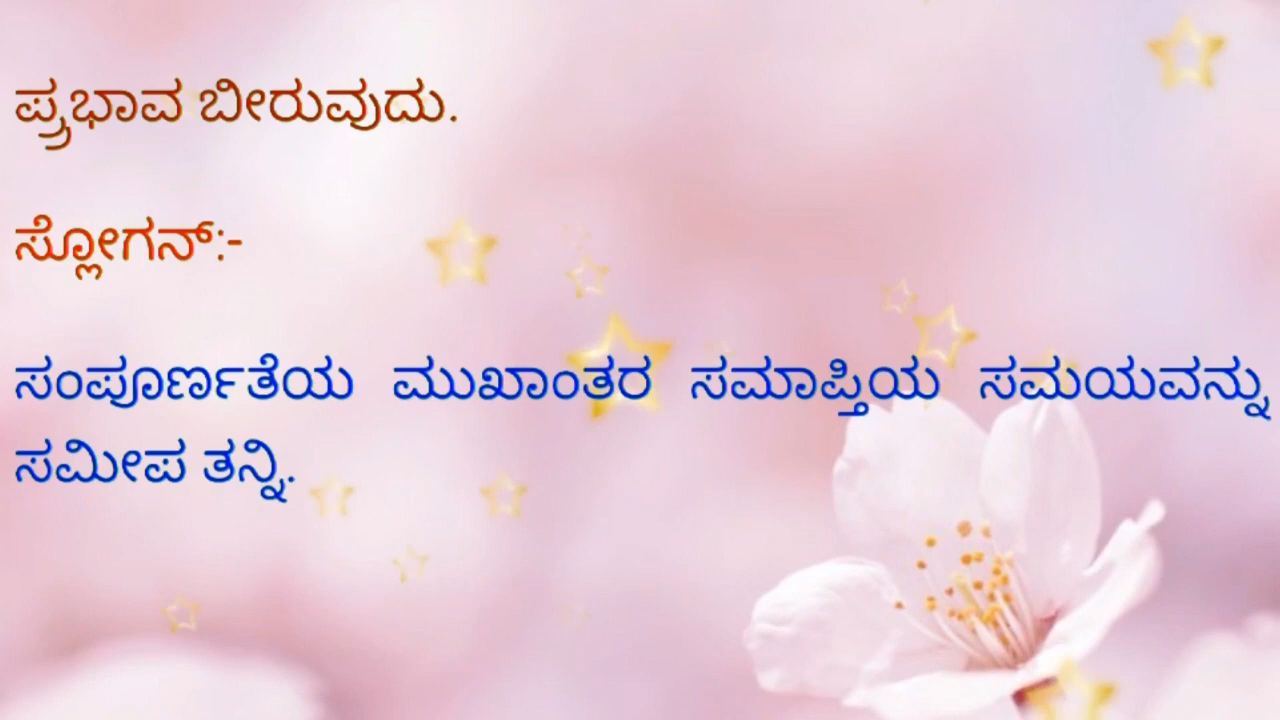 ಪ್ರಭಾವ ಬೀರುವುದು.
ಸ್ಲೋಗನ್:-
ಸಂಪೂರ್ಣತೆಯ ಮುಖಾಂತರ ಸಮಾಪ್ತಿಯ ಸಮಯವನ್ನು
ಸಮೀಪ ತನ್ನಿ.